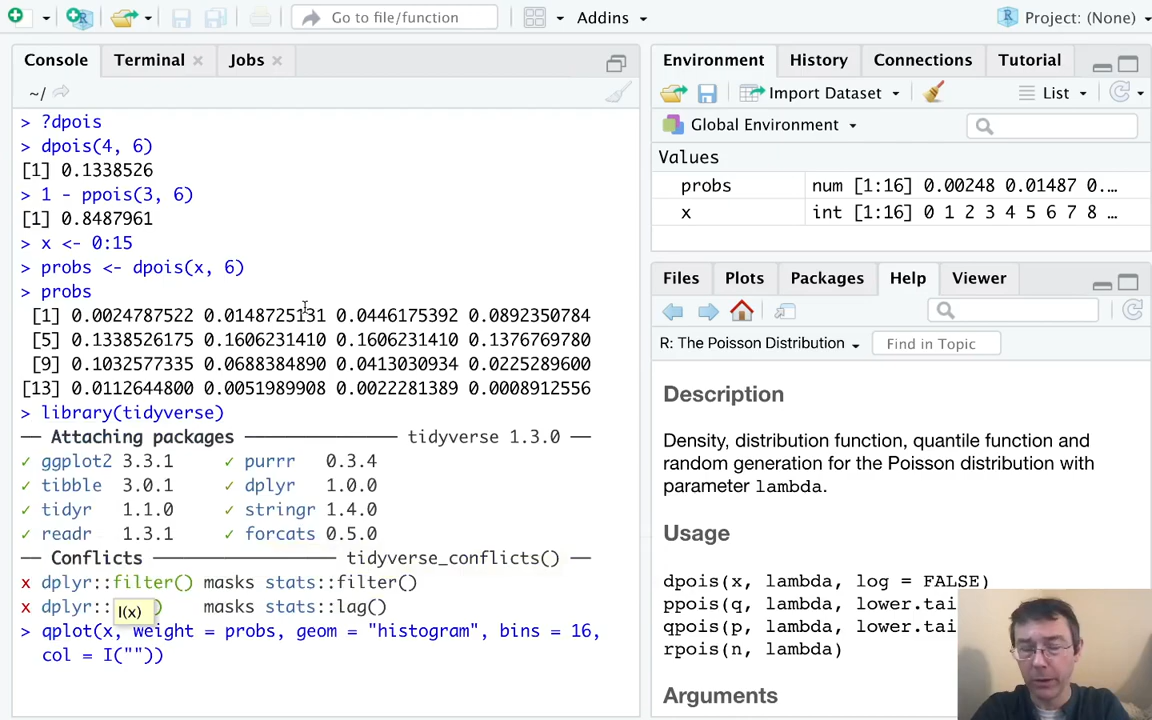 Go to file/function
Addins
Project: (None)
Console
Terminal
Jobs
~/
> ?dpois
> dpois(4, 6)
[1] 0.1338526
> 1 - ppois(3, 6)
[1] 0.8487961
> x <- 0:15
> probs <- dpois(x, 6)
> probs
[1] 0.0024787522 0.0148725131 0.0446175392 0.0892350784
[5] 0.1338526175 0.1606231410 0.1606231410 0.1376769780
[9] 0.1032577335 0.0688384890 0.0413030934 0.0225289600
[13] 0.0112644800 0.0051989908 0.0022281389 0.0008912556
> library(tidyverse)
── Attaching packages ── tidyverse 1.3.0 ──
✓ ggplot2 3.3.1 ✓ purrr 0.3.4
✓ tibble 3.0.1 ✓ dplyr 1.0.0
✓ tidyr 1.1.0 ✓ stringr 1.4.0
✓ readr 1.3.1 ✓ forcats 0.5.0
── Conflicts ── tidyverse_conflicts() ──
x dplyr::filter() masks stats::filter()
x dplyr:: ) masks stats::lag()
I(x)
> qplot(x, weight = probs, geom = "histogram", bins = 16,
col = I(""))
Environment
History
Connections
Tutorial
Import Dataset
List
Global Environment
Values
probs num [1:16] 0.00248 0.01487 0.…
x int [1:16] 0 1 2 3 4 5 6 7 8 …
Files
Plots
Packages
Help
Viewer
R: The Poisson Distribution
Find in Topic
Description
Density, distribution function, quantile function and
random generation for the Poisson distribution with
parameter lambda.
Usage
dpois(x, lambda, log = FALSE)
ppois(q, lambda, lower.tai
qpois(p, lambda, lower.tai
rpois(n, lambda)
Arguments